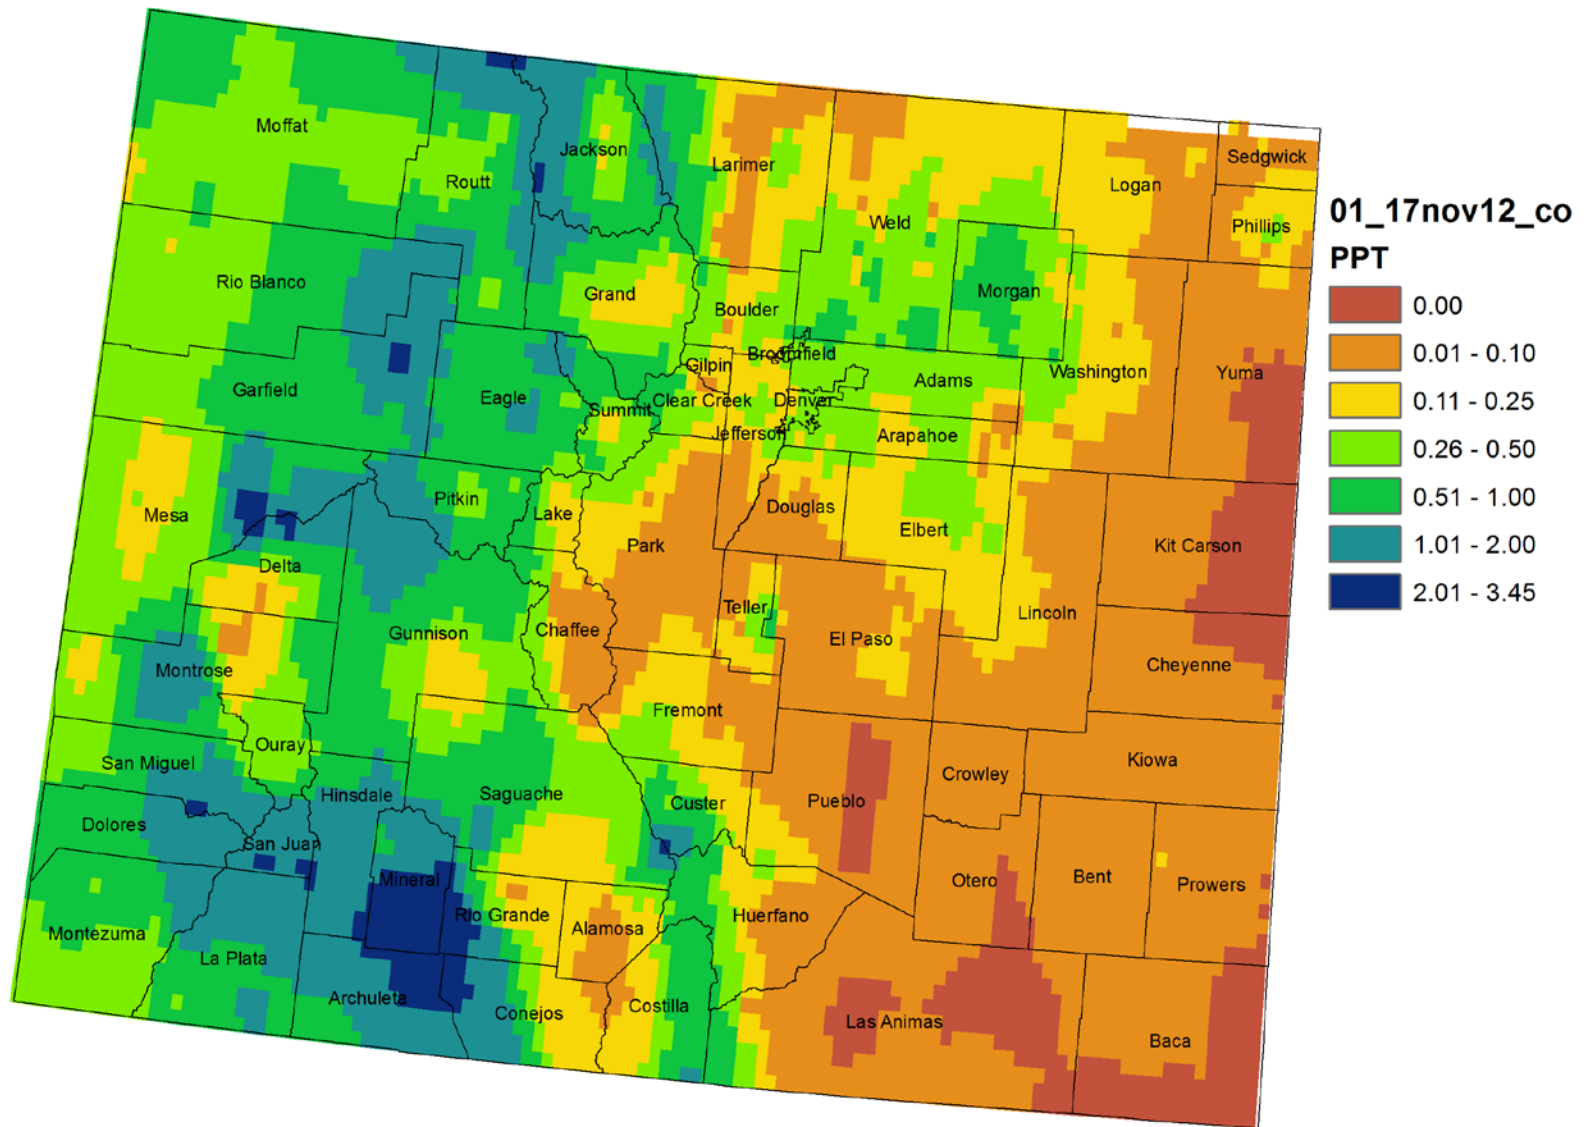 01_17nov12_co
PPT
0.00
0.01 - 0.10
0.11 - 0.25
0.26 - 0.50
0.51 - 1.00
1.01 - 2.00
2.01 - 3.45
Moffat
Routt
Jackson
Larimer
Weld
Logan
Sedgwick
Phillips
Rio Blanco
Grand
Boulder
Morgan
Broomfield
Gilpin
Garfield
Eagle
Summit
Clear Creek
Denver
Adams
Washington
Yuma
Jefferson
Arapahoe
Mesa
Pitkin
Lake
Park
Douglas
Elbert
Kit Carson
Delta
Gunnison
Chaffee
Teller
El Paso
Lincoln
Cheyenne
Montrose
Ouray
Fremont
San Miguel
Hinsdale
Saguache
Custer
Pueblo
Crowley
Kiowa
Dolores
San Juan
Mineral
Rio Grande
Alamosa
Huerfano
Otero
Bent
Prowers
Montezuma
La Plata
Archuleta
Conejos
Costilla
Las Animas
Baca